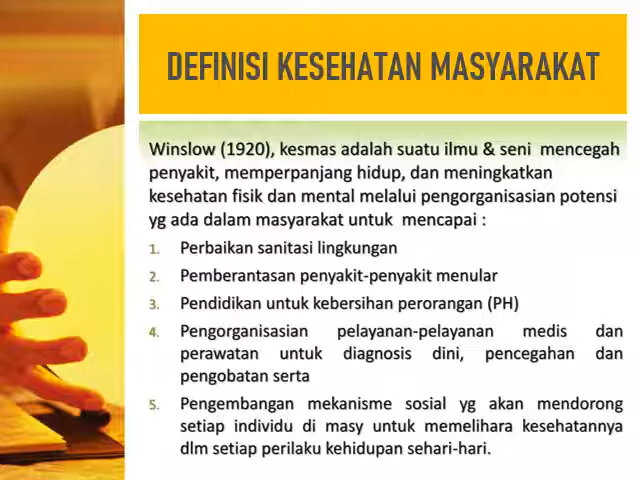 DEFINISI KESEHATAN MASYARAKAT
Winslow (1920), kesmas adalah suatu ilmu & seni mencegah
penyakit, memperpanjang hidup, dan meningkatkan
kesehatan fisik dan mental melalui pengorganisasian potensi
yg ada dalam masyarakat untuk mencapai :
1. Perbaikan sanitasi lingkungan
2. Pemberantasan penyakit-penyakit menular
3. Pendidikan untuk kebersihan perorangan (PH)
4. Pengorganisasian pelayanan-pelayanan medis dan
perawatan untuk diagnosis dini, pencegahan dan
pengobatan serta
5. Pengembangan mekanisme sosial yg akan mendorong
setiap individu di masy untuk memelihara kesehatannya
dlm setiap perilaku kehidupan sehari-hari.